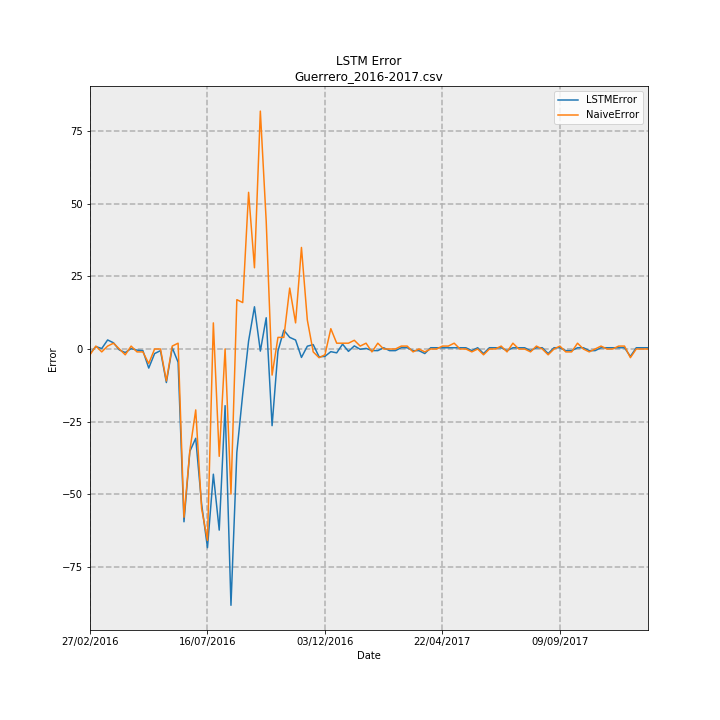 LSTM Error
Guerrero_2016-2017.csv
LSTMError
NaiveError
75
50
25
0
−25
−50
−75
Error
27/02/2016
16/07/2016
03/12/2016
22/04/2017
09/09/2017
Date